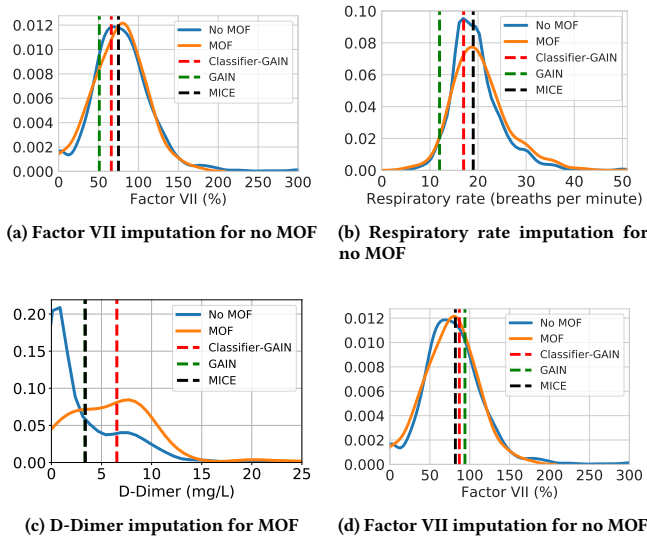 0.012
0.010
0.008
0.006
0.004
0.002
0.000
0 50 100 150 200 250 300
Factor VII (%)
No MOF
MOF
Classifier-GAIN
GAIN
MICE
(a) Factor VII imputation for no MOF
0.10
0.08
0.06
0.04
0.02
0.00
0 10 20 30 40 50
Respiratory rate (breaths per minute)
No MOF
MOF
Classifier-GAIN
GAIN
MICE
(b) Respiratory rate imputation for
no MOF
0.20
0.15
0.10
0.05
0.00
0 5 10 15 20 25
D-Dimer (mg/L)
No MOF
MOF
Classifier-GAIN
GAIN
MICE
(c) D-Dimer imputation for MOF
0.012
0.010
0.008
0.006
0.004
0.002
0.000
0 50 100 150 200 250 300
Factor VII (%)
No MOF
MOF
Classifier-GAIN
GAIN
MICE
(d) Factor VII imputation for no MOF